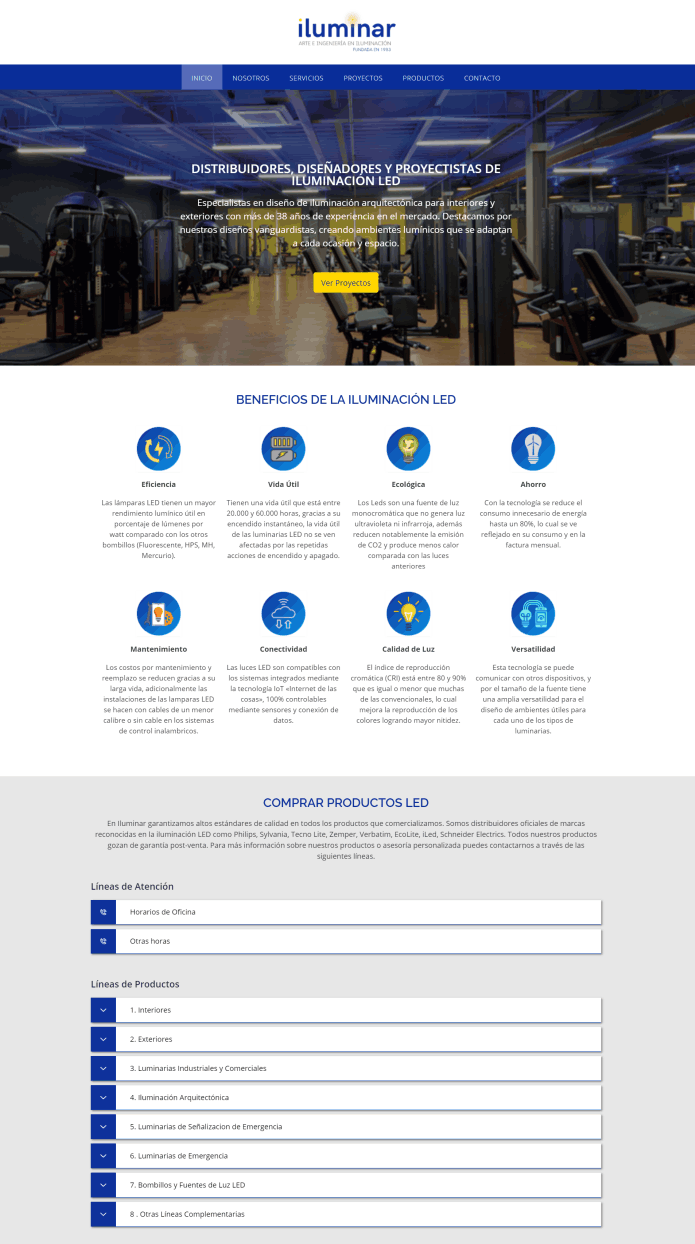 iluminar
ARTE E INGENIERÍA EN ILUMINACIÓN
FUNDADA EN 1983
INICIO
NOSOTROS
SERVICIOS
PROYECTOS
PRODUCTOS
CONTACTO
DISTRIBUIDORES, DISEÑADORES Y PROYECTISTAS DE
ILUMINACIÓN LED
Especialistas en diseño de iluminación arquitectónica para interiores y
exteriores con más de 38 años de experiencia en el mercado. Destacamos por
nuestros diseños vanguardistas, creando ambientes lumínicos que se adaptan
a cada ocasión y espacio.
Ver Proyectos
BENEFICIOS DE LA ILUMINACIÓN LED
Eficiencia
Las lámparas LED tienen un mayor
rendimiento lumínico útil en
porcentaje de lúmenes por
watt comparado con los otros
bombillos (Fluorescente, HPS, MH,
Mercurio).
Vida Útil
Tienen una vida útil que está entre
20.000 y 60.000 horas, gracias a su
encendido instantáneo, la vida útil
de las luminarias LED no se ven
afectadas por las repetidas
acciones de encendido y apagado.
Ecológica
Los Leds son una fuente de luz
monocromática que no genera luz
ultravioleta ni infrarroja, además
reducen notablemente la emisión
de CO2 y produce menos calor
comparada con las luces
anteriores
Ahorro
Con la tecnología se reduce el
consumo innecesario de energía
hasta un 80%, lo cual se ve
reflejado en su consumo y en la
factura mensual.
Mantenimiento
Los costos por mantenimiento y
reemplazo se reducen gracias a su
larga vida, adicionalmente las
instalaciones de las lamparas LED
se hacen con cables de un menor
calibre o sin cable en los sistemas
de control inalambricos.
Conectividad
Las luces LED son compatibles con
los sistemas integrados mediante
la tecnología IoT «Internet de las
cosas», 100% controlables
mediante sensores y conexión de
datos.
Calidad de Luz
El índice de reproducción
cromática (CRI) está entre 80 y 90%
que es igual o menor que muchas
de las convencionales, lo cual
mejora la reproducción de los
colores logrando mayor nitidez.
Versatilidad
Esta tecnología se puede
comunicar con otros dispositivos, y
por el tamaño de la fuente tiene
una amplia versatilidad para el
diseño de ambientes útiles para
cada uno de los tipos de
luminarias.
COMPRAR PRODUCTOS LED
En Iluminar garantizamos altos estándares de calidad en todos los productos que comercializamos. Somos distribuidores oficiales de marcas
reconocidas en la iluminación LED como Philips, Sylvania, Tecno Lite, Zemper, Verbatim, EcoLite, iLed, Schneider Electrics. Todos nuestros productos
gozan de garantía post-venta. Para más información sobre nuestros productos o asesoría personalizada puedes contactarnos a través de las
siguientes líneas.
Líneas de Atención
Horarios de Oficina
Otras horas
Líneas de Productos
1. Interiores
2. Exteriores
3. Luminarias Industriales y Comerciales
4. Iluminación Arquitectónica
5. Luminarias de Señalizacion de Emergencia
6. Luminarias de Emergencia
7. Bombillos y Fuentes de Luz LED
8 . Otras Líneas Complementarias